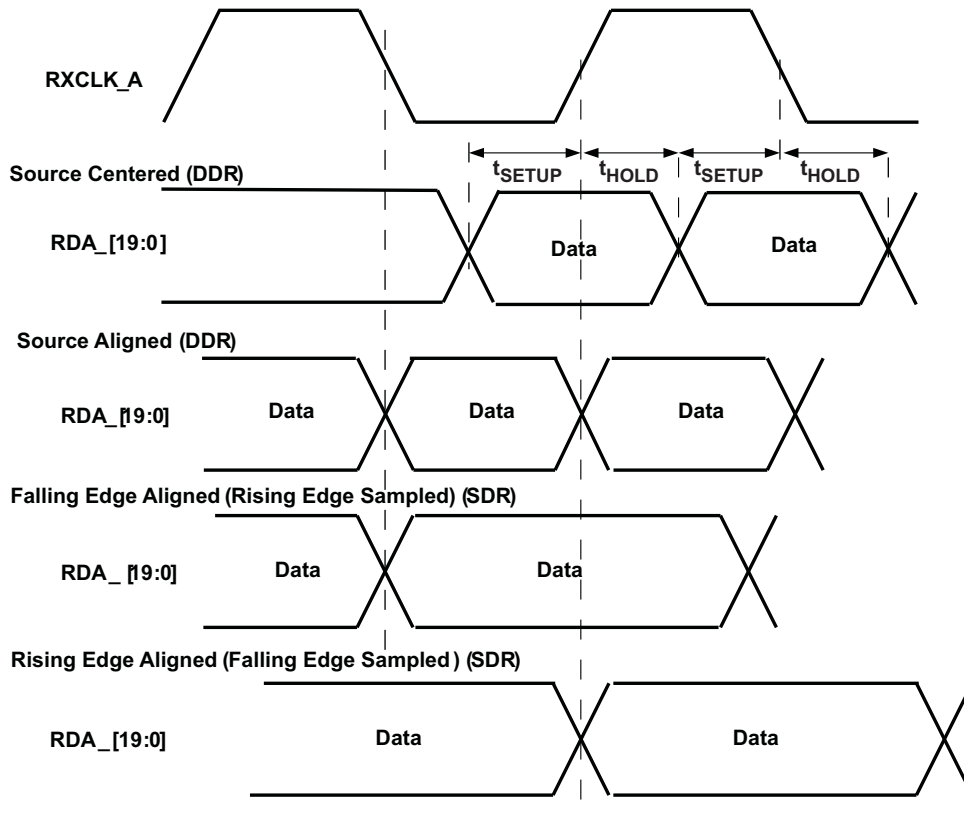 RXCLK_A
tSETUP tHOLD tSETUP tHOLD
Source Centered (DDR)
RDA_[19:0]
Data
Data
Source Aligned (DDR)
RDA_[19:0]
Data
Data
Data
Falling Edge Aligned (Rising Edge Sampled) (SDR)
RDA_ [19:0]
Data
Data
Rising Edge Aligned (Falling Edge Sampled) (SDR)
RDA_[19:0]
Data
Data